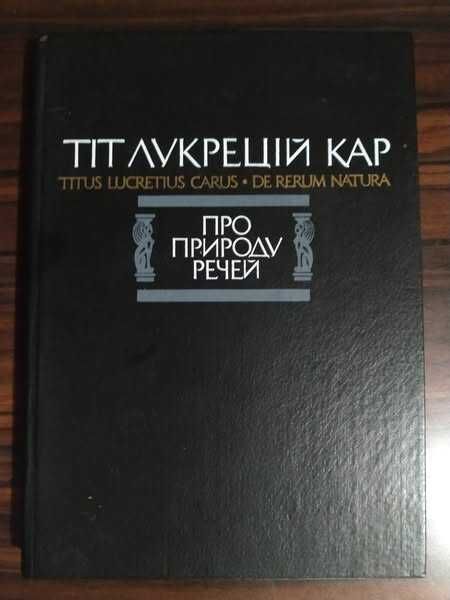 ТІТ ЛУКРЕЦІЙ КАР
TITUS LUCRETIUS CARUS • DE RERUM NATURA
ПРО
ПРИРОДУ
РЕЧЕЙ